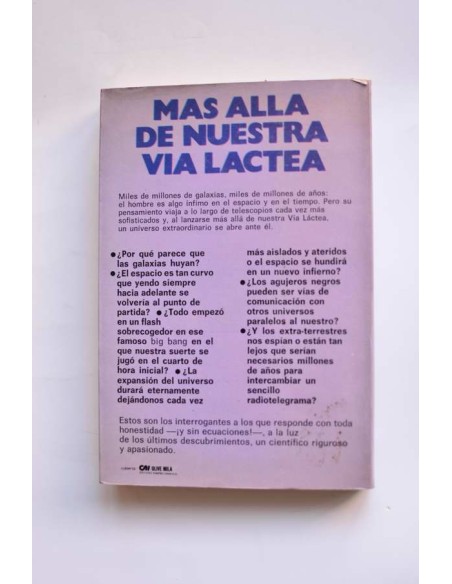 MAS ALLA
DE NUESTRA
VIA LACTEA
Miles de millones de galaxias, miles de millones de años:
el hombre es algo ínfimo en el espacio y en el tiempo. Pero su
pensamiento viaja a lo largo de telescopios cada vez más
sofisticados y, al lanzarse más allá de nuestra Vía Láctea,
un universo extraordinario se abre ante él.
● ¿Por qué parece que
las galaxias huyan?
● ¿El espacio es tan curvo
que yendo siempre
hacia adelante se
volvería al punto de
partida? ● ¿Todo empezó
en un flash
sobrecogedor en ese
famoso big bang en el
que nuestra suerte se
jugó en el cuarto de
hora inicial? ● ¿La
expansión del universo
durará eternamente
dejándonos cada vez
más aislados y ateridos
o el espacio se hundirá
en un nuevo infierno?
● ¿Los agujeros negros
pueden ser vías de
comunicación con
otros universos
paralelos al nuestro?
● ¿Y los extra-terrestres
nos espían o están tan
lejos que serían
necesarios millones
de años para
intercambiar un
sencillo
radiotelegrama?
Estos son los interrogantes a los que responde con toda
honestidad —¡y sin ecuaciones!—, a la luz
de los últimos descubrimientos, un científico riguroso
y apasionado.
OLIVE MILA